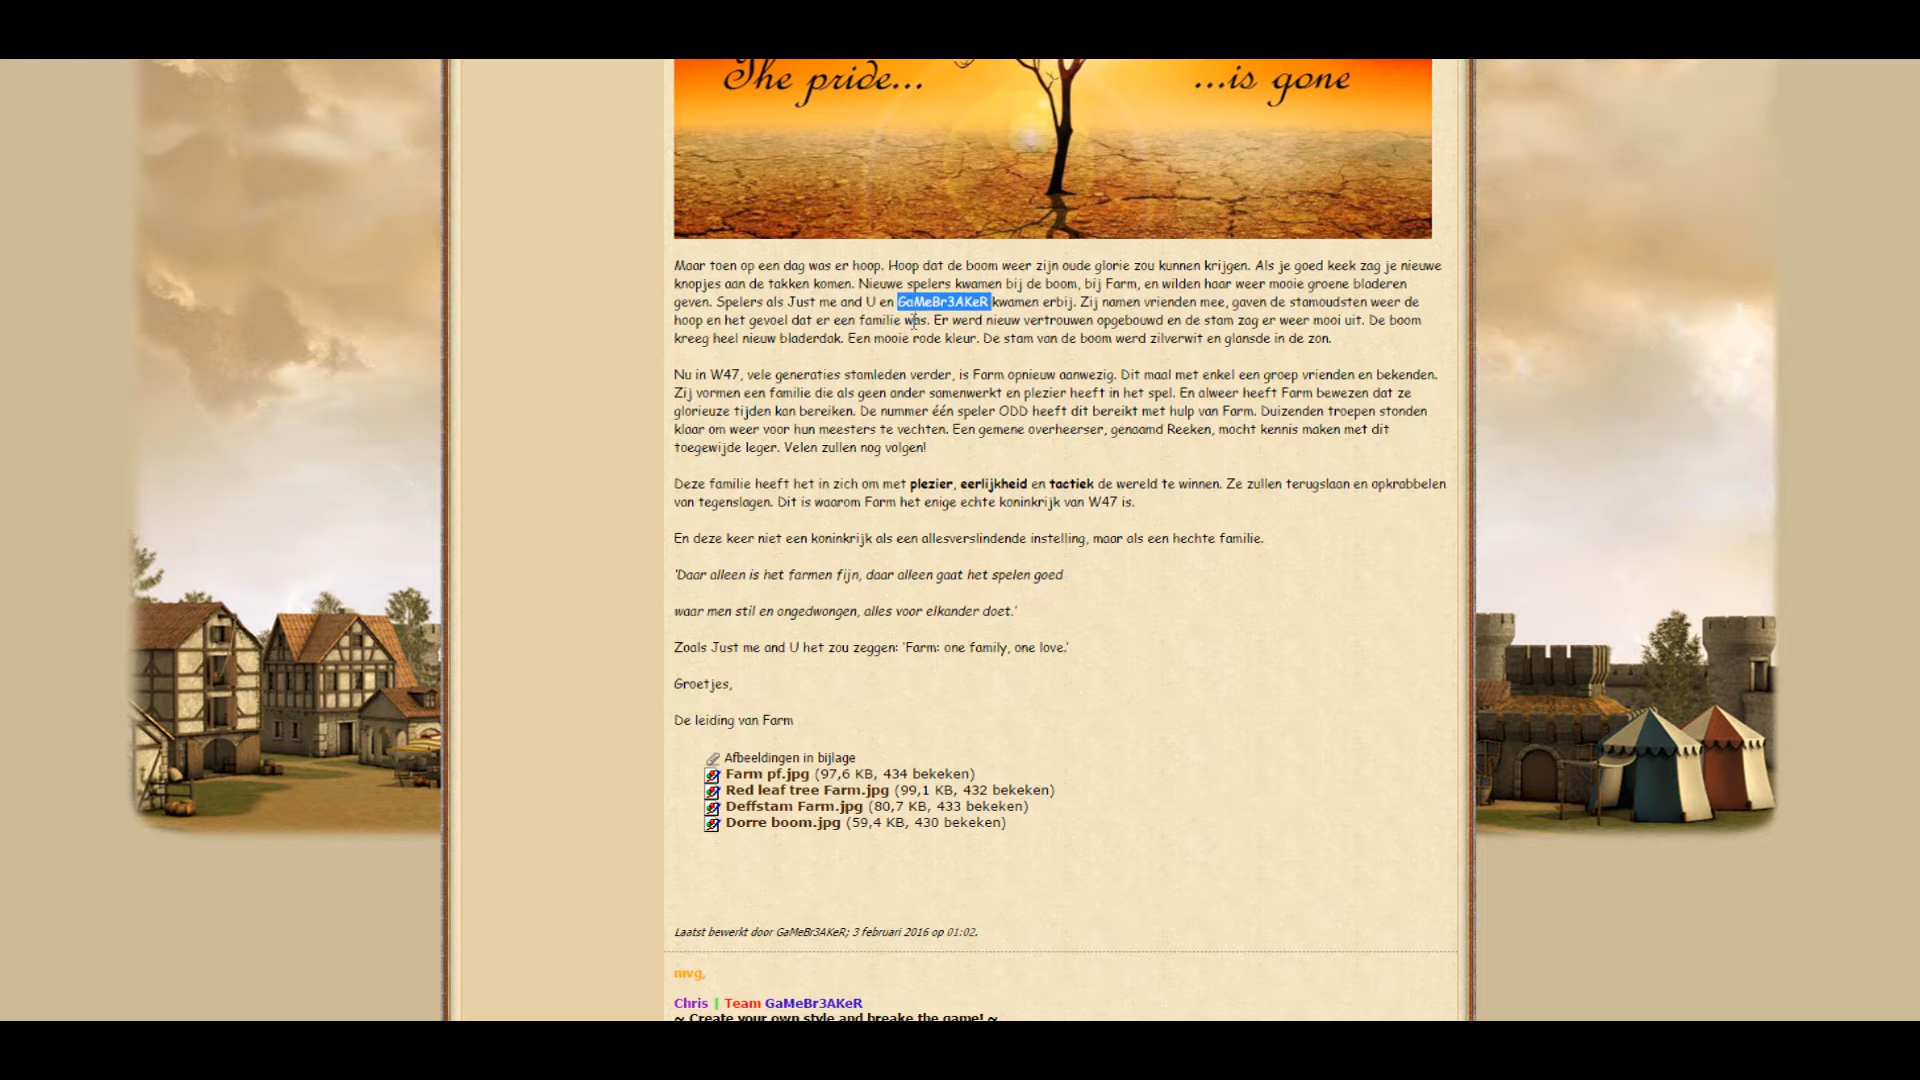 The pride... ...is gone
Maar toen op een dag was er hoop. Hoop dat de boom weer zijn oude glorie zou kunnen krijgen. Als je goed keek zag je nieuwe
knopjes aan de takken komen. Nieuwe spelers kwamen bij de boom, bij Farm, en wilden haar weer mooie groene bladeren
geven. Spelers als Just me and U en GaMeBr3AKeR kwamen erbij. Zij namen vrienden mee, gaven de stamoudsten weer de
hoop en het gevoel dat er een familie was. Er werd nieuw vertrouwen opgebouwd en de stam zag er weer mooi uit. De boom
kreeg heel nieuw bladerdak. Een mooie rode kleur. De stam van de boom werd zilverwit en glansde in de zon.
Nu in W47, vele generaties stamleden verder, is Farm opnieuw aanwezig. Dit maal met enkel een groep vrienden en bekenden.
Zij vormen een familie die als geen ander samenwerkt en plezier heeft in het spel. En alweer heeft Farm bewezen dat ze
glorieuze tijden kan bereiken. De nummer één speler ODD heeft dit bereikt met hulp van Farm. Duizenden troepen stonden
klaar om weer voor hun meesters te vechten. Een gemene overheerser, genaamd Reeken, mocht kennis maken met dit
toegewijde leger. Velen zullen nog volgen!
Deze familie heeft het in zich om met plezier, eerlijkheid en tactiek de wereld te winnen. Ze zullen terugslaan en opkrabbelen
van tegenslagen. Dit is waarom Farm het enige echte koninkrijk van W47 is.
En deze keer niet een koninkrijk als een allesverslindende instelling, maar als een hechte familie.
'Daar alleen is het farmen fijn, daar alleen gaat het spelen goed
waar men stil en ongedwongen, alles voor elkander doet.'
Zoals Just me and U het zou zeggen: 'Farm: one family, one love.'
Groetjes,
De leiding van Farm
Afbeeldingen in bijlage
Farm pf.jpg (97,6 KB, 434 bekeken)
Red leaf tree Farm.jpg (99,1 KB, 432 bekeken)
Deffstam Farm.jpg (80,7 KB, 433 bekeken)
Dorre boom.jpg (59,4 KB, 430 bekeken)
Laatst bewerkt door GaMeBr3AKeR; 3 februari 2016 op 01:02.
mvg,
Chris | Team GaMeBr3AKeR
~ Create your own style and breake the game! ~